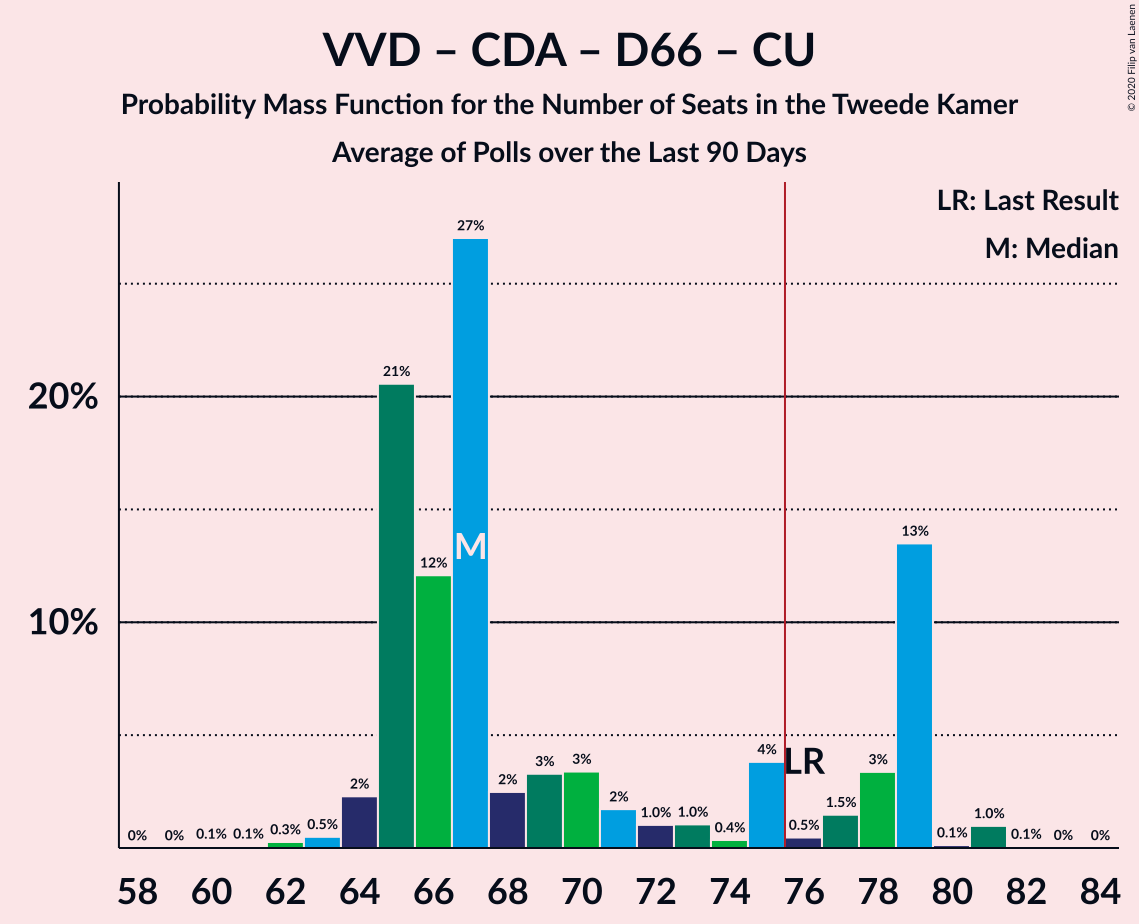 VVD – CDA – D66 – CU
Probability Mass Function for the Number of Seats in the Tweede Kamer
Average of Polls over the Last 90 Days
© 2020 Filip van Laenen
LR: Last Result
M: Median
20%
10%
0% 0% 0.1% 0.1% 0.3% 0.5% 2% 21% 12% 27% 2% 3% 3% 2% 1.0% 1.0% 0.4% 4% 0.5% 1.5% 3% 13% 0.1% 1.0% 0.1% 0% 0%
M
LR
58 60 62 64 66 68 70 72 74 76 78 80 82 84